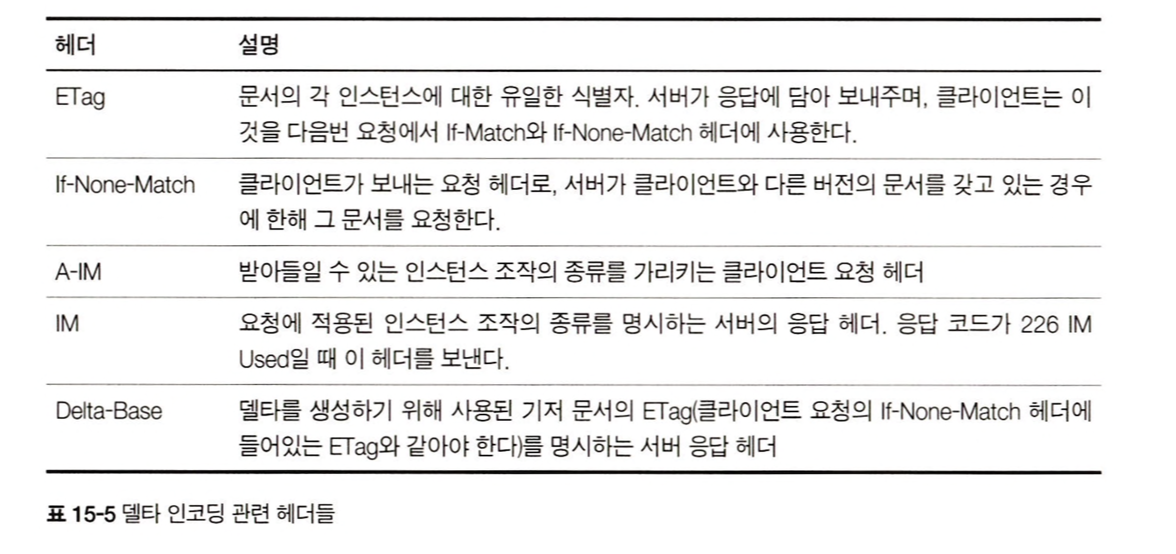 헤더 설명
ETag 문서의 각 인스턴스에 대한 유일한 식별자. 서버가 응답에 담아 보내주며, 클라이언트는 이
것을 다음번 요청에서 If-Match와 If-None-Match 헤더에 사용한다.
If-None-Match 클라이언트가 보내는 요청 헤더로, 서버가 클라이언트와 다른 버전의 문서를 갖고 있는 경우
에 한해 그 문서를 요청한다.
A-IM 받아들일 수 있는 인스턴스 조작의 종류를 가리키는 클라이언트 요청 헤더
IM 요청에 적용된 인스턴스 조작의 종류를 명시하는 서버의 응답 헤더. 응답 코드가 226 IM
Used일 때 이 헤더를 보낸다.
Delta-Base 델타를 생성하기 위해 사용된 기저 문서의 ETag(클라이언트 요청의 If-None-Match 헤더에
들어있는 ETag와 같아야 한다)를 명시하는 서버 응답 헤더
표 15-5 델타 인코딩 관련 헤더들